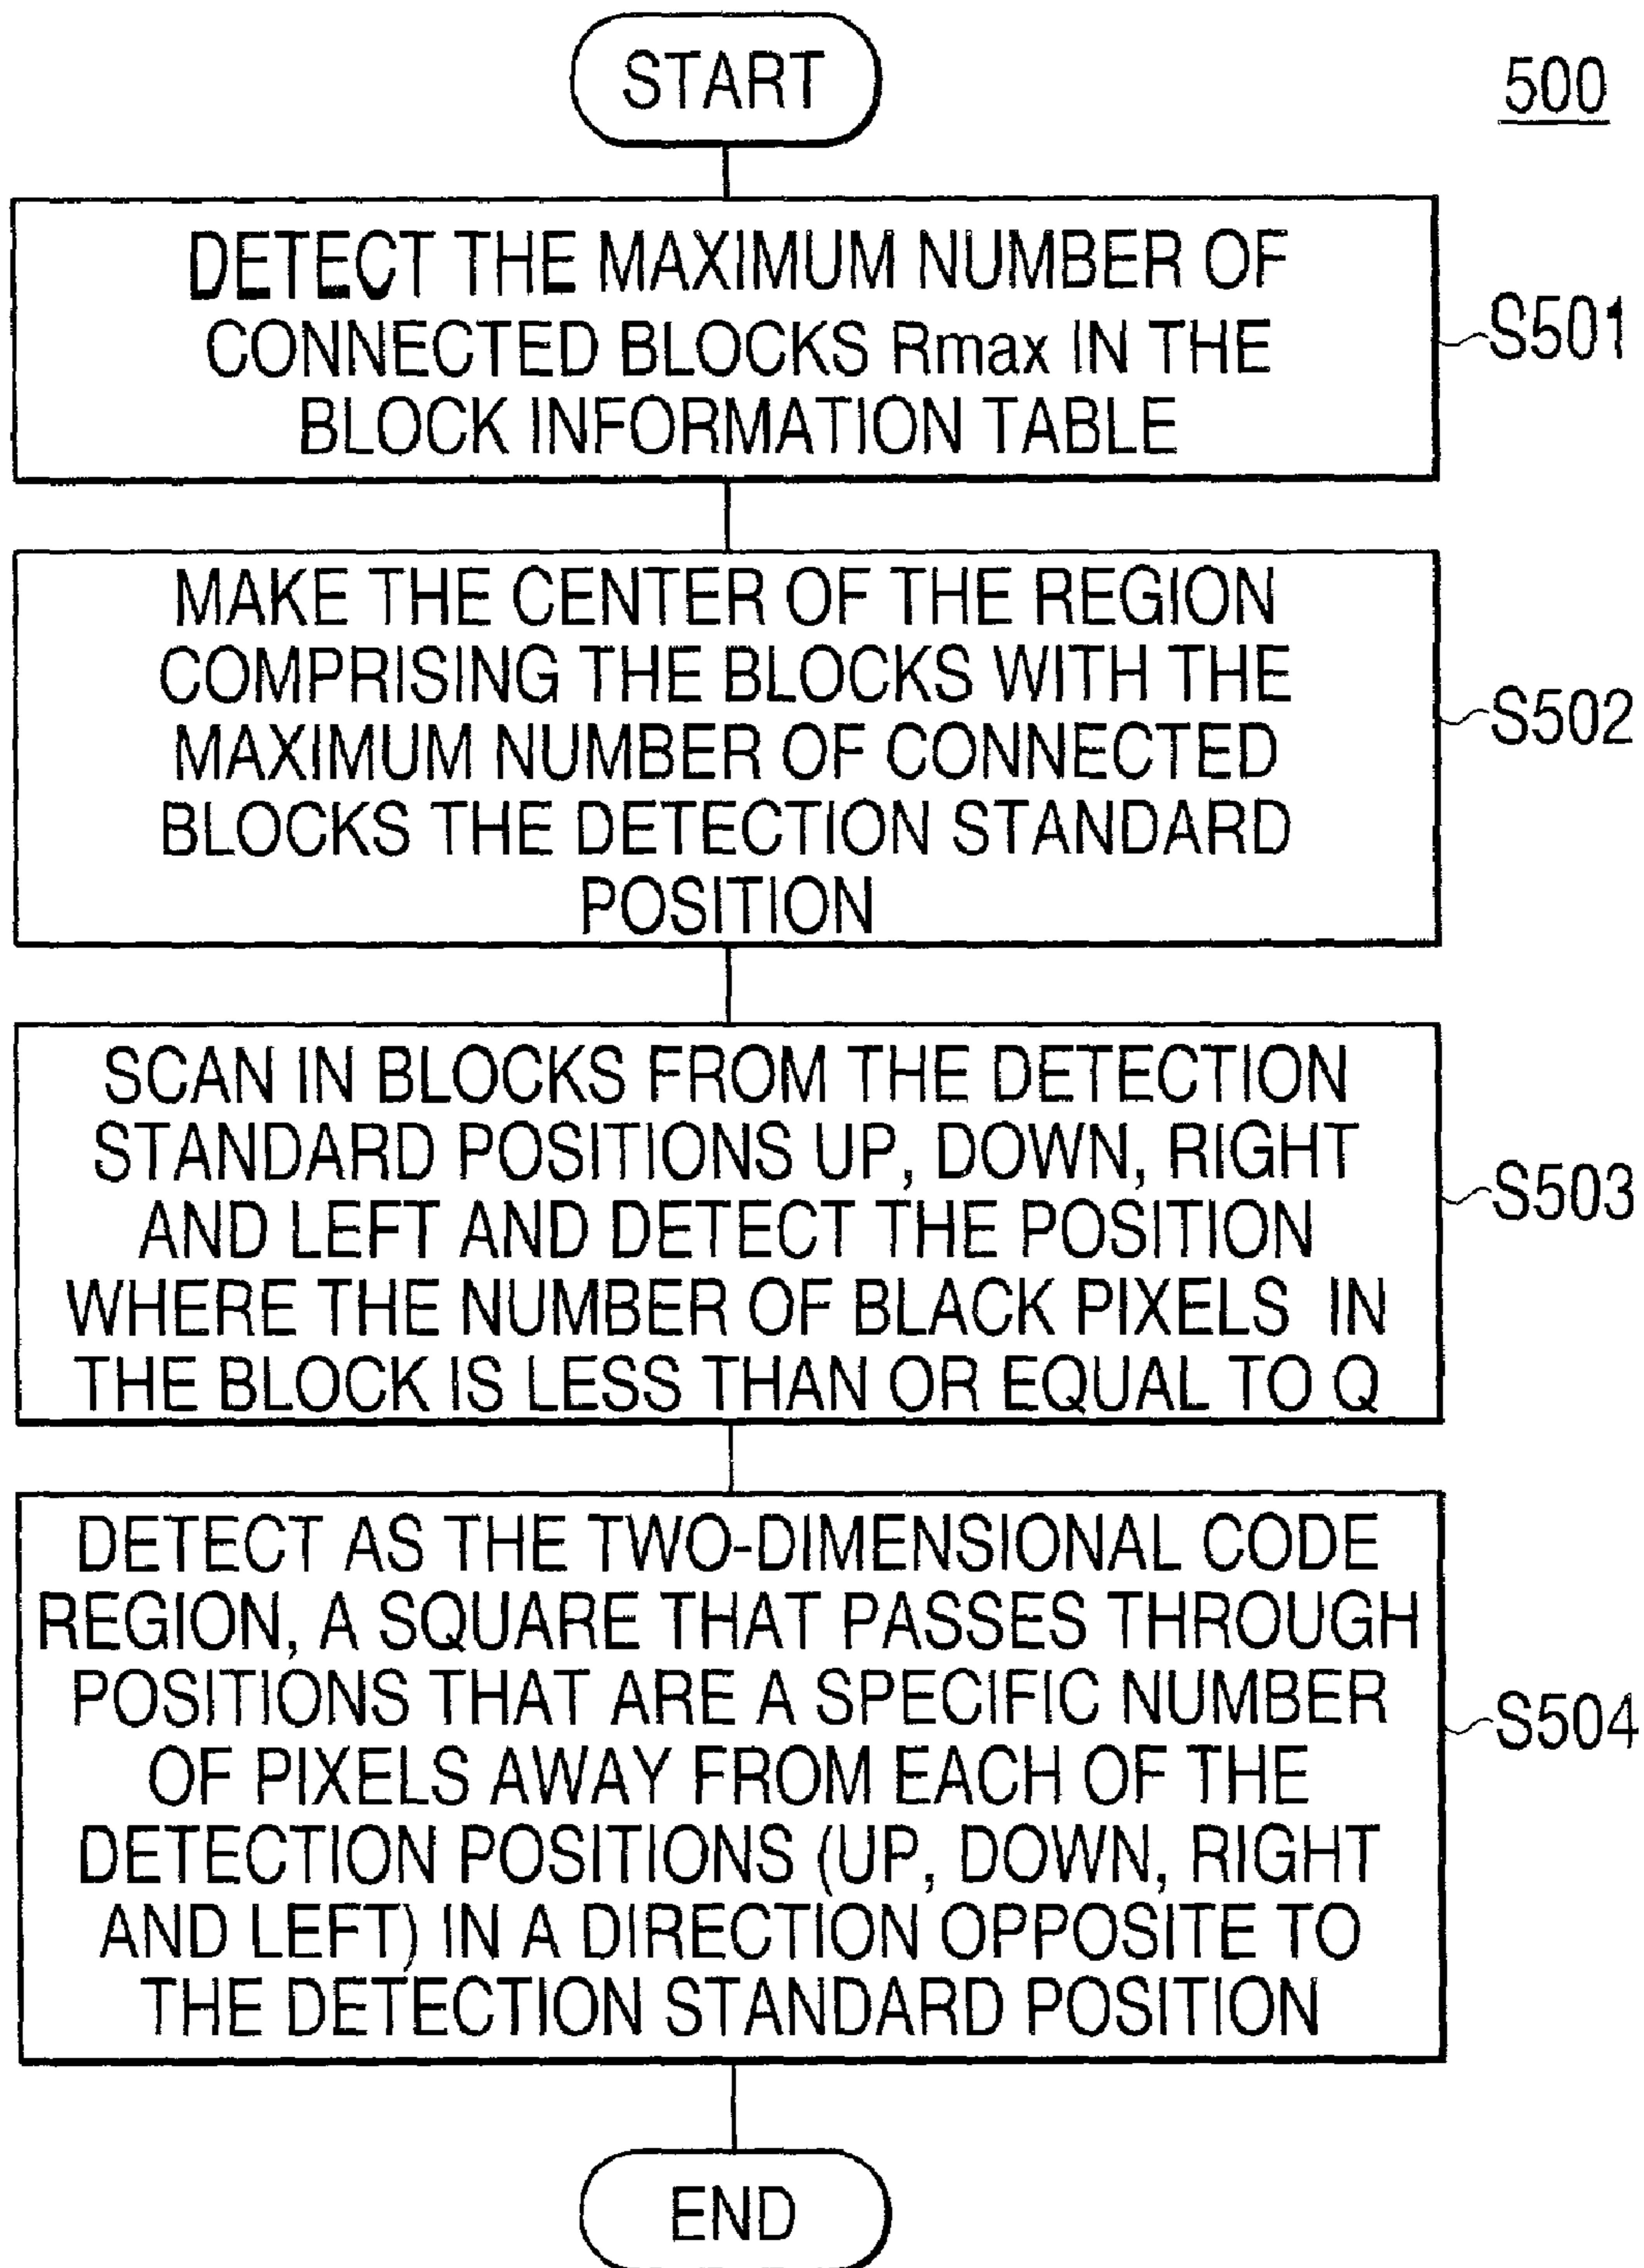 START
500
DETECT THE MAXIMUM NUMBER OF
CONNECTED BLOCKS Rmax IN THE
BLOCK INFORMATION TABLE
S501
MAKE THE CENTER OF THE REGION
COMPRISING THE BLOCKS WITH THE
MAXIMUM NUMBER OF CONNECTED
BLOCKS THE DETECTION STANDARD
POSITION
S502
SCAN IN BLOCKS FROM THE DETECTION
STANDARD POSITIONS UP, DOWN, RIGHT
AND LEFT AND DETECT THE POSITION
WHERE THE NUMBER OF BLACK PIXELS IN
THE BLOCK IS LESS THAN OR EQUAL TO Q
S503
DETECT AS THE TWO-DIMENSIONAL CODE
REGION, A SQUARE THAT PASSES THROUGH
POSITIONS THAT ARE A SPECIFIC NUMBER
OF PIXELS AWAY FROM EACH OF THE
DETECTION POSITIONS (UP, DOWN, RIGHT
AND LEFT) IN A DIRECTION OPPOSITE TO
THE DETECTION STANDARD POSITION
S504
END